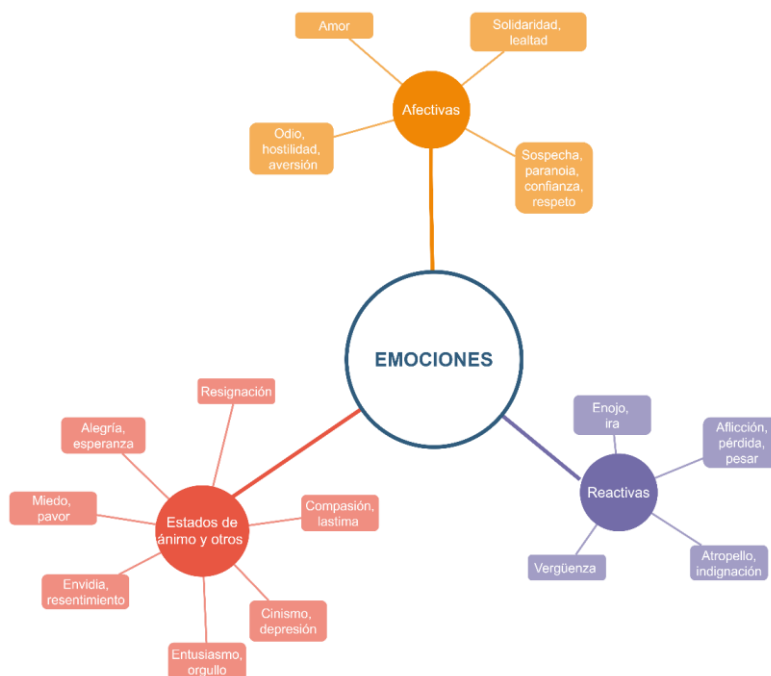 Amor
Solidaridad,
lealtad
Afectivas
Odio,
hostilidad,
aversión
Sospecha,
paranoia,
confianza,
respeto
EMOCIONES
Resignación
Alegría,
esperanza
Miedo,
pavor
Estados de
ánimo y otros
Compasión,
lastima
Envidia,
resentimiento
Cinismo,
depresión
Entusiasmo,
orgullo
Enojo,
ira
Aflicción,
pérdida,
pesar
Reactivas
Vergüenza
Atropello,
indignación